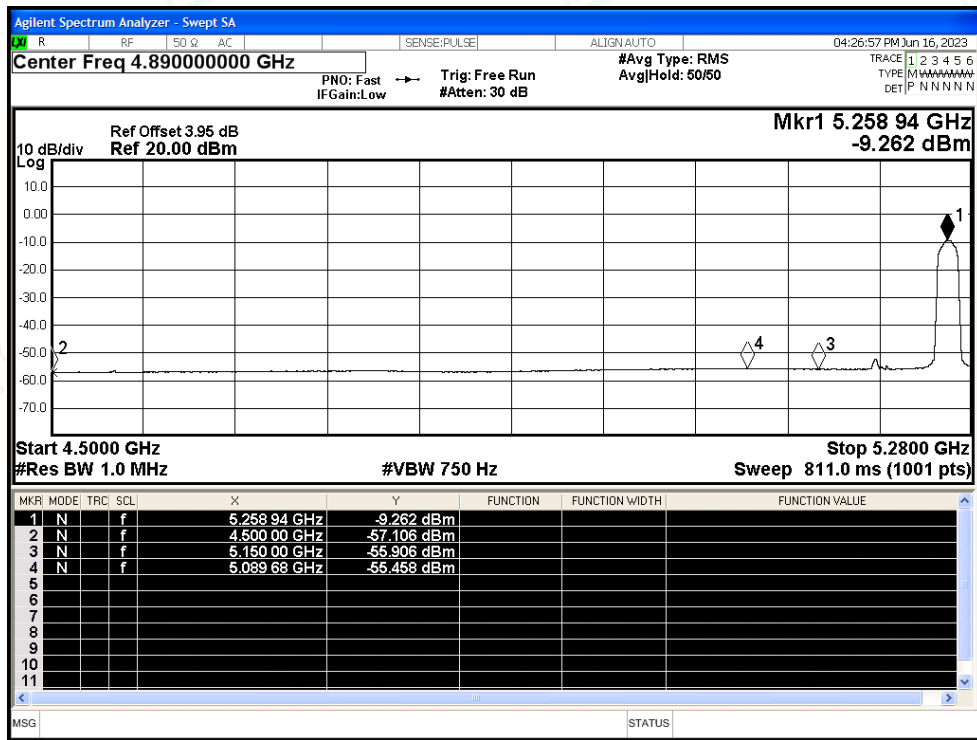 Agilent Spectrum Analyzer - Swept SA
LXI R RF 50 Ω AC SENSE:PULSE ALIGN AUTO 04:26:57 PM Jun 16, 2023
Center Freq 4.890000000 GHz
PNO: Fast
IFGain:Low
Trig: Free Run
#Atten: 30 dB
#Avg Type: RMS
Avg|Hold: 50/50
TRACE 1 2 3 4 5 6
TYPE M WWWWW
DET P N N N N N
Mkr1 5.258 94 GHz
-9.262 dBm
Ref Offset 3.95 dB
10 dB/div Ref 20.00 dBm
Log
10.0
0.00
-10.0
-20.0
-30.0
-40.0
-50.0
-60.0
-70.0
1
2
4
3
Start 4.5000 GHz Stop 5.2800 GHz
#Res BW 1.0 MHz #VBW 750 Hz Sweep 811.0 ms (1001 pts)
MKR MODE TRC SCL X Y FUNCTION FUNCTION WIDTH FUNCTION VALUE
1 N f 5.258 94 GHz -9.262 dBm
2 N f 4.500 00 GHz -57.106 dBm
3 N f 5.150 00 GHz -55.906 dBm
4 N f 5.089 68 GHz -55.458 dBm
5
6
7
8
9
10
11
MSG STATUS